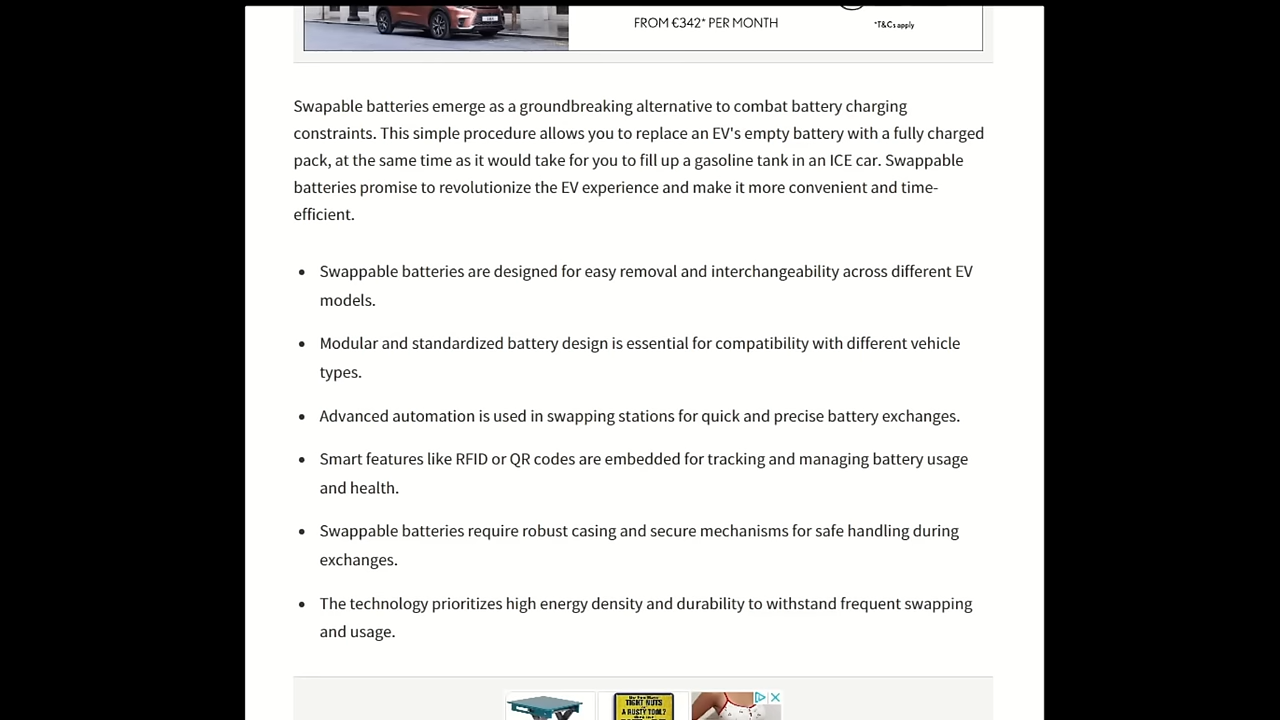 FROM €342* PER MONTH
*T&Cs apply
Swapable batteries emerge as a groundbreaking alternative to combat battery charging
constraints. This simple procedure allows you to replace an EV's empty battery with a fully charged
pack, at the same time as it would take for you to fill up a gasoline tank in an ICE car. Swappable
batteries promise to revolutionize the EV experience and make it more convenient and time-
efficient.
• Swappable batteries are designed for easy removal and interchangeability across different EV
models.
• Modular and standardized battery design is essential for compatibility with different vehicle
types.
• Advanced automation is used in swapping stations for quick and precise battery exchanges.
• Smart features like RFID or QR codes are embedded for tracking and managing battery usage
and health.
• Swappable batteries require robust casing and secure mechanisms for safe handling during
exchanges.
• The technology prioritizes high energy density and durability to withstand frequent swapping
and usage.
TIGHT NUTS
A RUSTY TOOL?